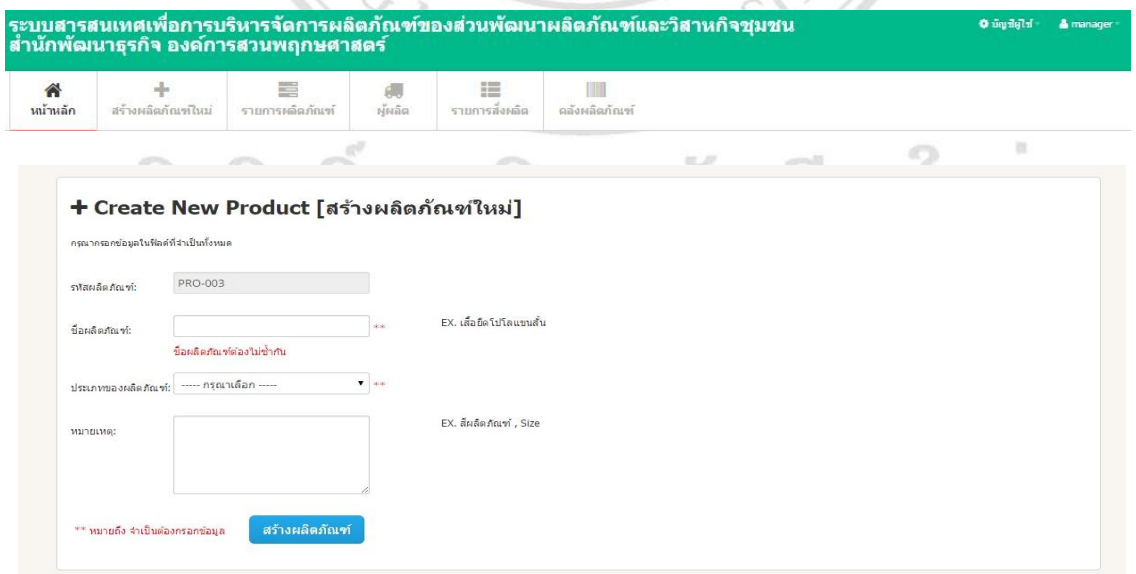 ระบบสารสนเทศเพื่อการบริหารจัดการผลิตภัณฑ์ของส่วนพัฒนาผลิตภัณฑ์และวิสาหกิจชุมชน
สำนักพัฒนาธุรกิจ องค์การสวนพฤกษศาสตร์
บัญชีผู้ใช้ manager
หน้าหลัก สร้างผลิตภัณฑ์ใหม่ รายการผลิตภัณฑ์ ผู้ผลิต รายการสั่งผลิต คลังผลิตภัณฑ์
+ Create New Product [สร้างผลิตภัณฑ์ใหม่]
กรุณากรอกข้อมูลในฟิลด์ที่จำเป็นทั้งหมด
รหัสผลิตภัณฑ์: PRO-003
ชื่อผลิตภัณฑ์: ** EX. เสื้อยืดโปโลแขนสั้น
ชื่อผลิตภัณฑ์ต้องไม่ซ้ำกัน
ประเภทของผลิตภัณฑ์: ----- กรุณาเลือก ----- **
หมายเหตุ: EX. สีผลิตภัณฑ์ , Size
** หมายถึง จำเป็นต้องกรอกข้อมูล สร้างผลิตภัณฑ์